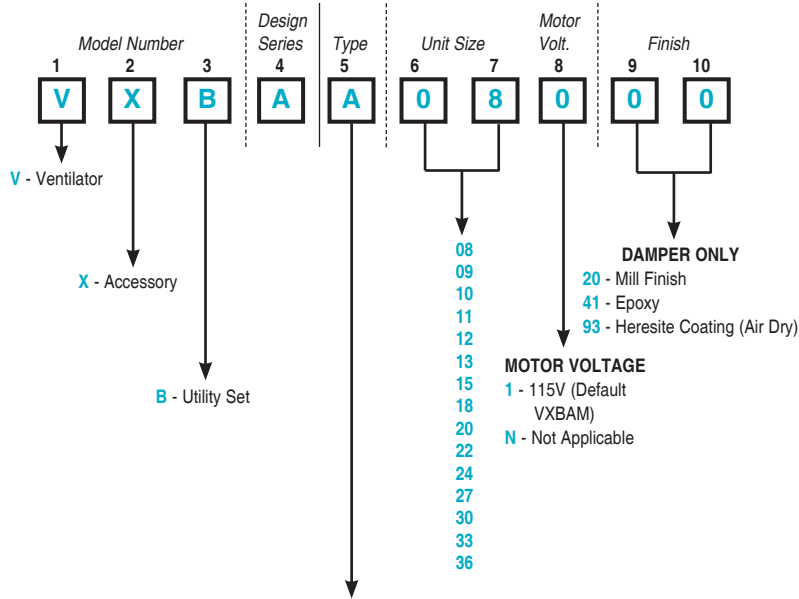 Design
Motor
Model Number
Series
Type
Unit Size
Volt.
Finish
1 2 3 4 5 6 7 8 9 10
V X B A A 0 8 0 0 0
V - Ventilator
X - Accessory
B - Utility Set
08
09
10
11
12
13
15
18
20
22
24
27
30
33
36
MOTOR VOLTAGE
1 - 115V (Default
VXBAM)
N - Not Applicable
DAMPER ONLY
20 - Mill Finish
41 - Epoxy
93 - Heresite Coating (Air Dry)